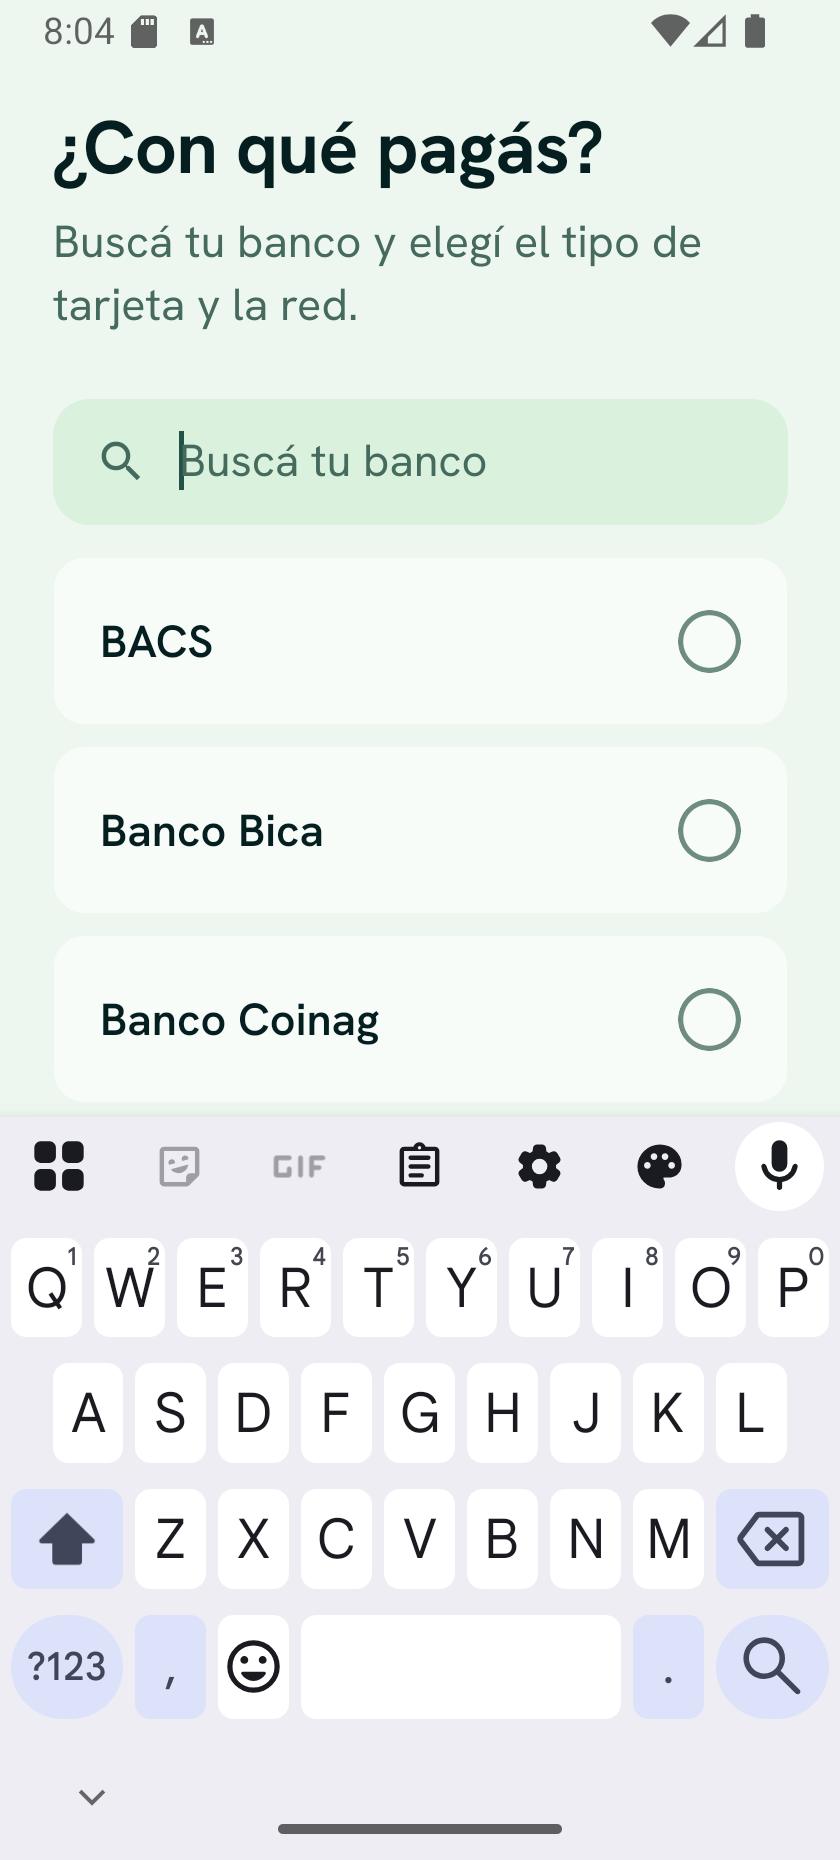 8:04
¿Con qué pagás?
Buscá tu banco y elegí el tipo de
tarjeta y la red.
Buscá tu banco
BACS
Banco Bica
Banco Coinag
GIF
Q1 W2 E3 R4 T5 Y6 U7 I8 O9 P0
A S D F G H J K L
Z X C V B N M
?123 , .